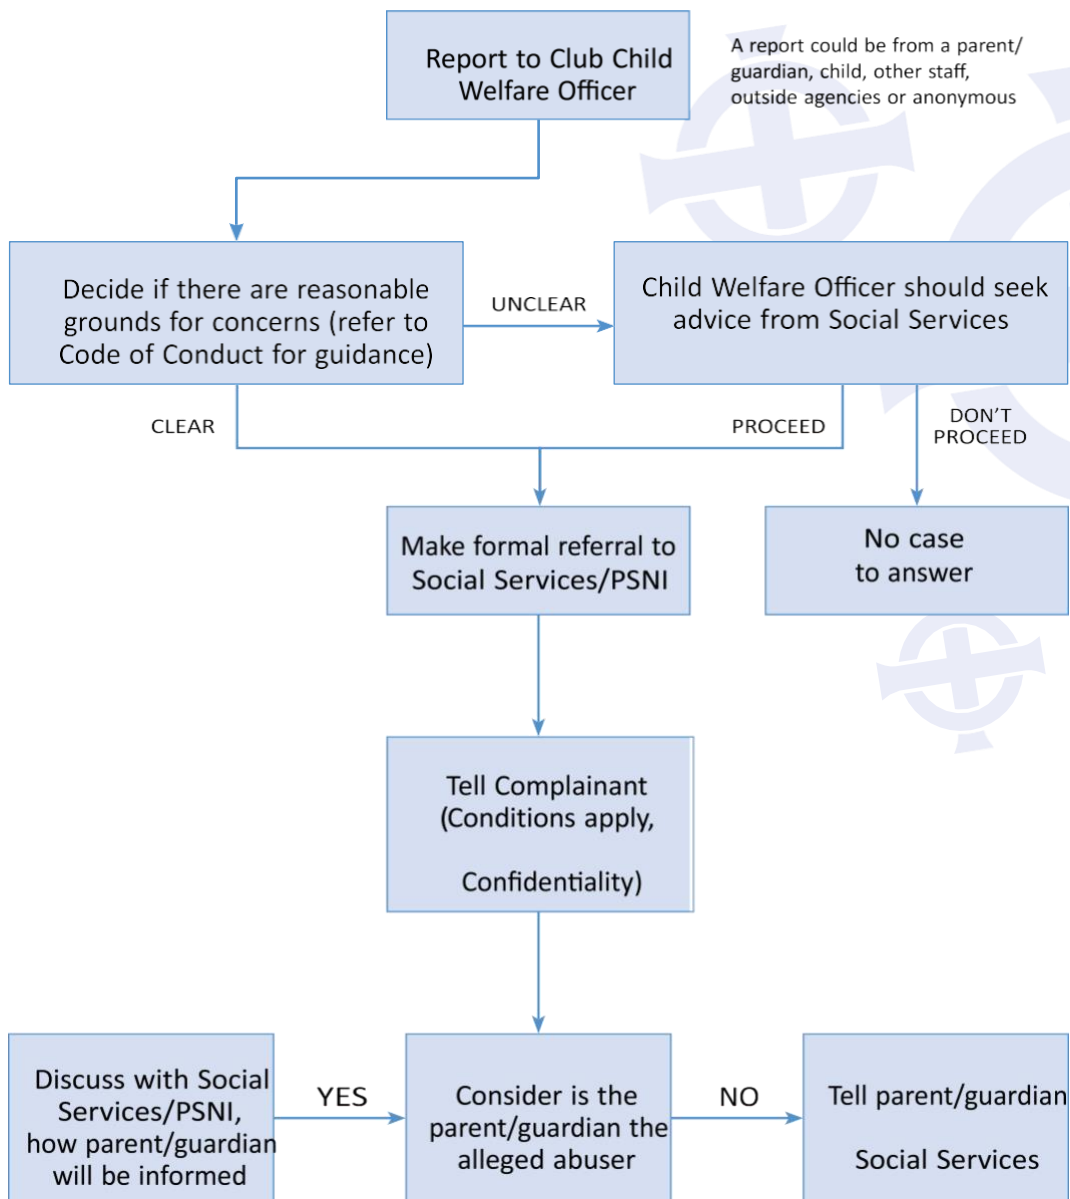 Report to Club Child
Welfare Officer
A report could be from a parent/
guardian, child, other staff,
outside agencies or anonymous
Decide if there are reasonable
grounds for concerns (refer to
Code of Conduct for guidance)
UNCLEAR
Child Welfare Officer should seek
advice from Social Services
CLEAR
PROCEED
DON'T
PROCEED
Make formal referral to
Social Services/PSNI
No case
to answer
Tell Complainant
(Conditions apply,
Confidentiality)
Discuss with Social
Services/PSNI,
how parent/guardian
will be informed
YES
Consider is the
parent/guardian the
alleged abuser
NO
Tell parent/guardian
Social Services